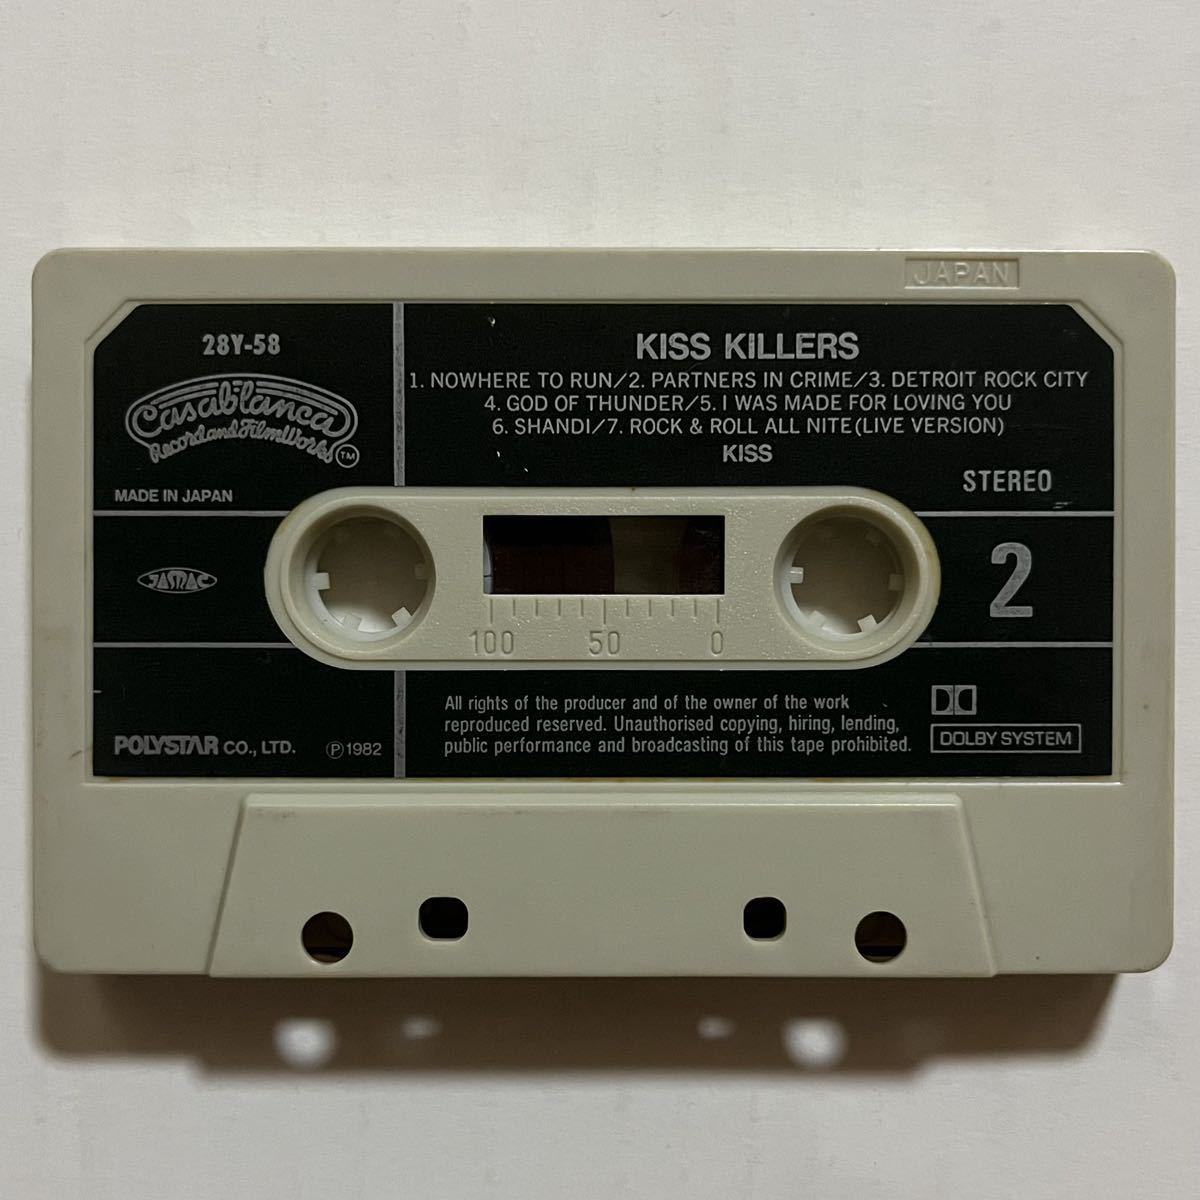 JAPAN
28Y-58
Casablanca
Record and FilmWorks
TM
MADE IN JAPAN
KISS KILLERS
1. NOWHERE TO RUN/2. PARTNERS IN CRIME/3. DETROIT ROCK CITY
4. GOD OF THUNDER/5. I WAS MADE FOR LOVING YOU
6. SHANDI/7. ROCK & ROLL ALL NITE (LIVE VERSION)
KISS
STEREO
JASMAC
2
100 50 0
All rights of the producer and of the owner of the work
reproduced reserved. Unauthorised copying, hiring, lending,
public performance and broadcasting of this tape prohibited.
DOLBY SYSTEM
POLYSTAR CO., LTD. ℗1982